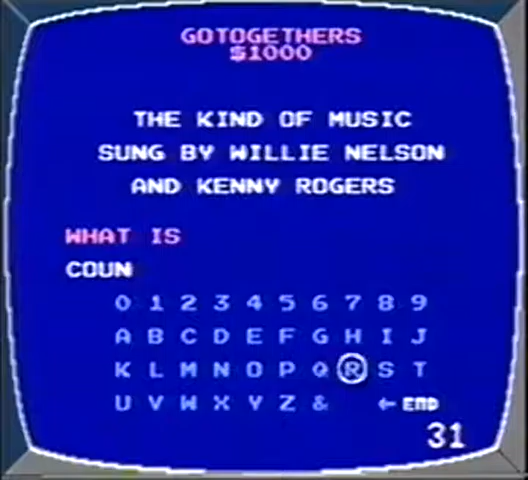 GOTOGETHERS
$1000
THE KIND OF MUSIC
SUNG BY WILLIE NELSON
AND KENNY ROGERS
WHAT IS
COUN
0 1 2 3 4 5 6 7 8 9
A B C D E F G H I J
K L M N O P Q R S T
U V W X Y Z & ← END
31